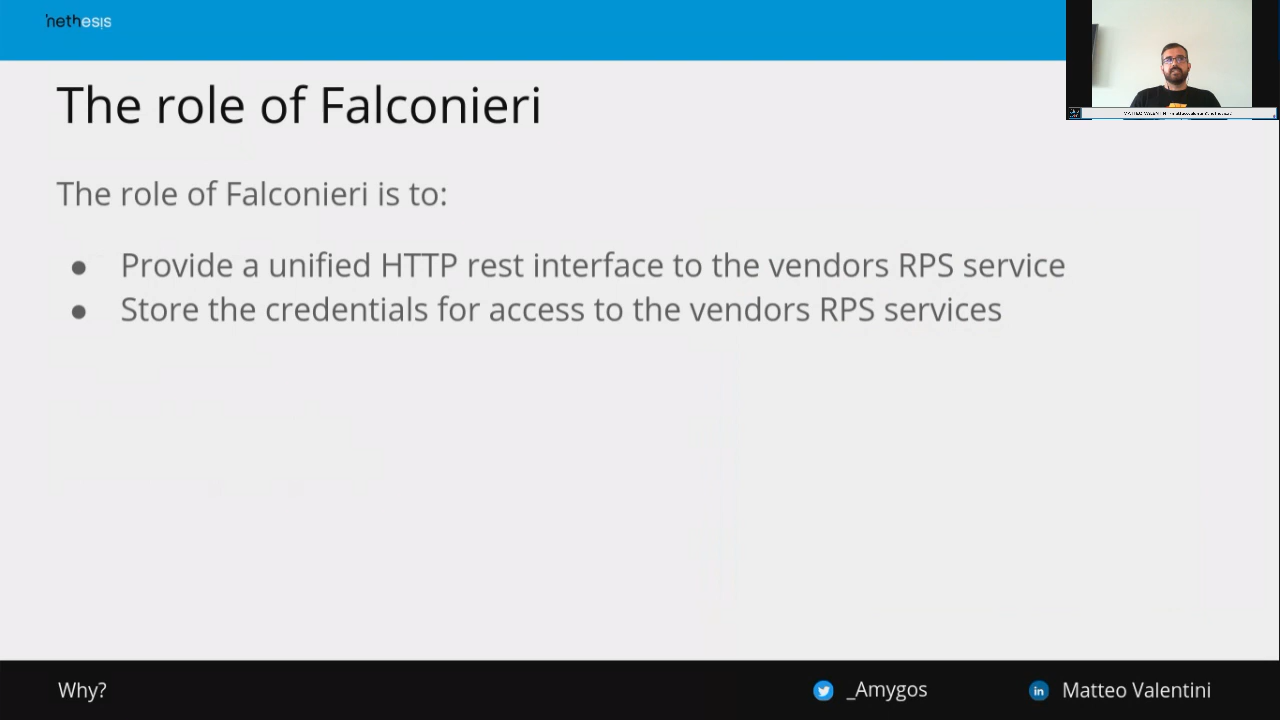 'nethesis
The role of Falconieri
The role of Falconieri is to:
● Provide a unified HTTP rest interface to the vendors RPS service
● Store the credentials for access to the vendors RPS services
Why?
_Amygos
Matteo Valentini